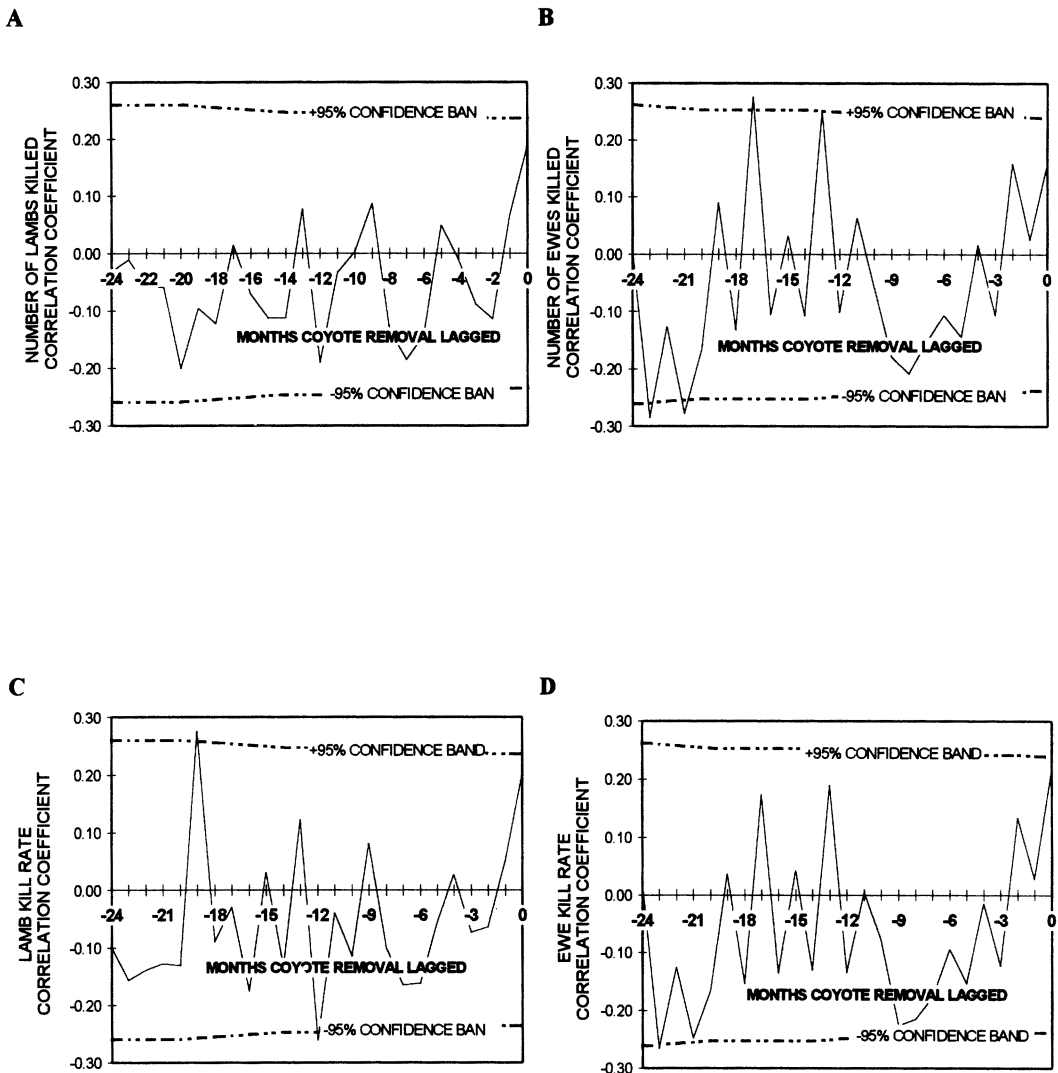 A
NUMBER OF LAMBS KILLED
CORRELATION COEFFICIENT
0.30
0.20
0.10
0.00
-0.10
-0.20
-0.30
+95% CONFIDENCE BAN
-24 -22 -20 -18 -16 -14 -12 -10 -8 -6 -4 -2 0
MONTHS COYOTE REMOVAL LAGGED
-95% CONFIDENCE BAN
B
NUMBER OF EWES KILLED
CORRELATION COEFFICIENT
0.30
0.20
0.10
0.00
-0.10
-0.20
-0.30
+95% CONFIDENCE BAN
-24 -21 -18 -15 -12 -9 -6 -3 0
MONTHS COYOTE REMOVAL LAGGED
-95% CONFIDENCE BAN
C
LAMB KILL RATE
CORRELATION COEFFICIENT
0.30
0.20
0.10
0.00
-0.10
-0.20
-0.30
+95% CONFIDENCE BAND
-24 -21 -18 -15 -12 -9 -6 -3 0
MONTHS COYOTE REMOVAL LAGGED
-95% CONFIDENCE BAN
D
EWE KILL RATE
CORRELATION COEFFICIENT
0.30
0.20
0.10
0.00
-0.10
-0.20
-0.30
+95% CONFIDENCE BAND
-24 -21 -18 -15 -12 -9 -6 -3 0
MONTHS COYOTE REMOVAL LAGGED
-95% CONFIDENCE BAND